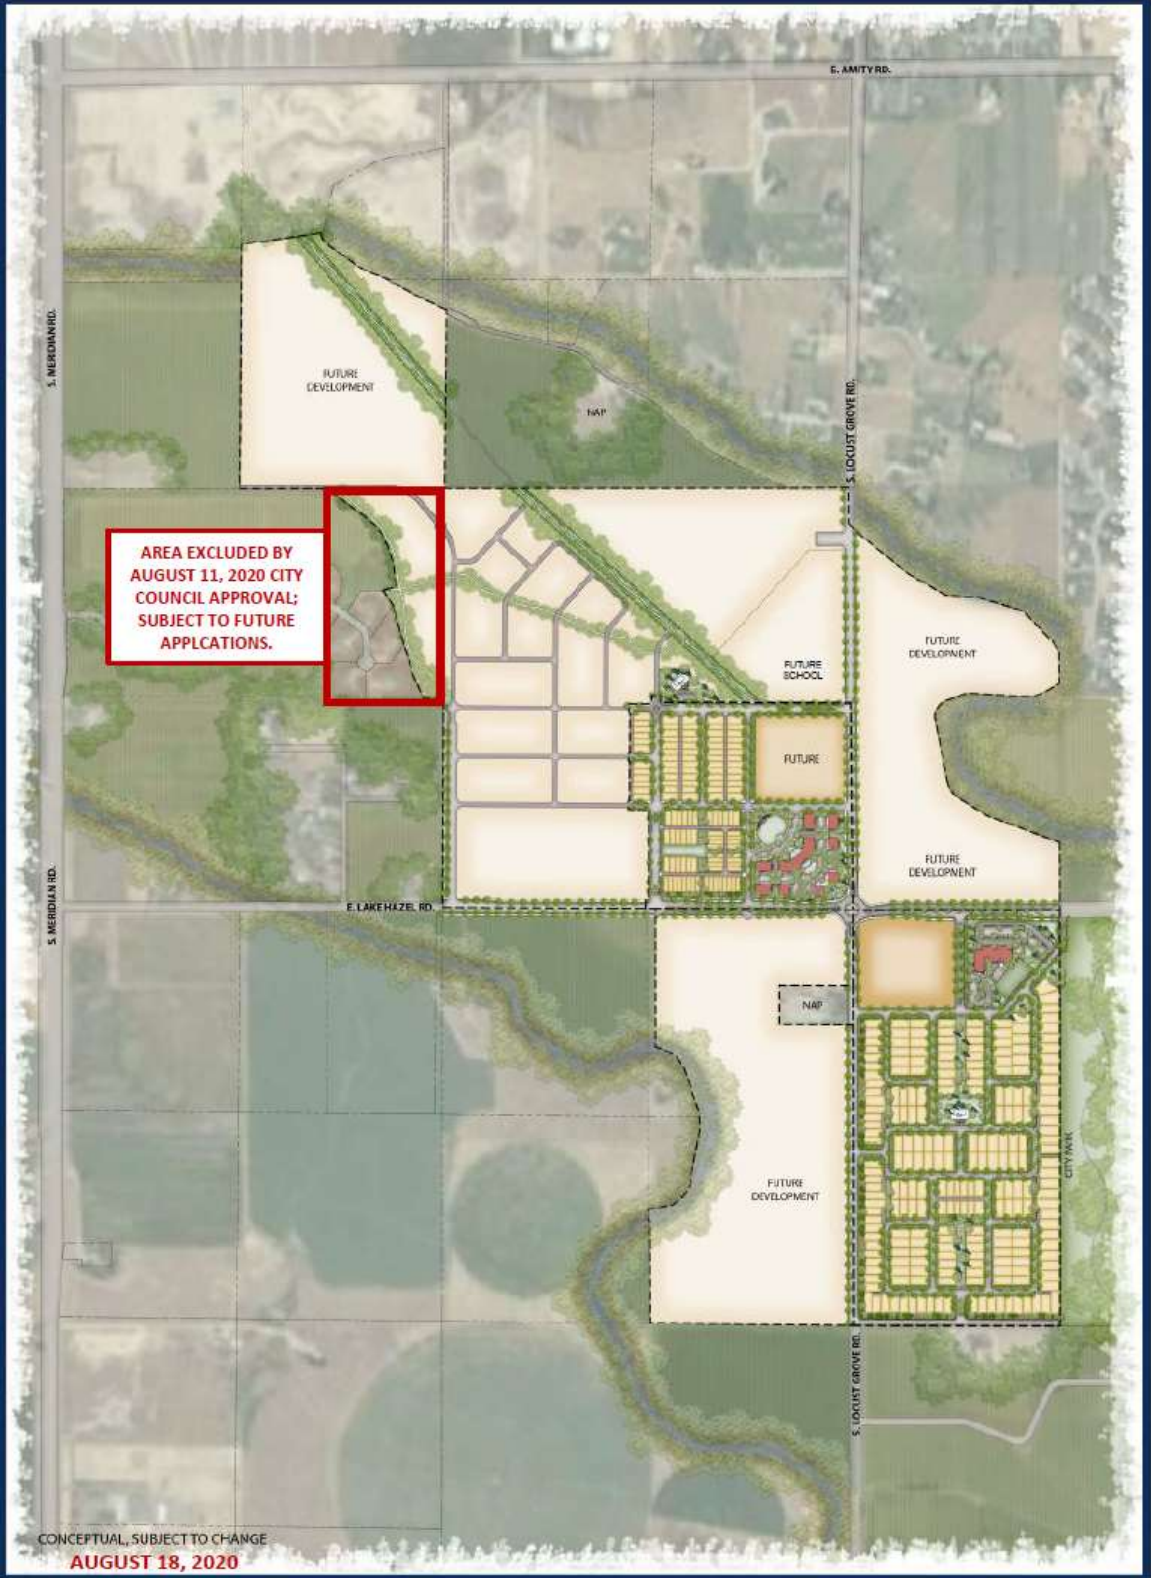 E. AMITY RD.
S. MERIDIAN RD.
FUTURE
DEVELOPMENT
NAP
S. LOCUST GROVE RD.
AREA EXCLUDED BY
AUGUST 11, 2020 CITY
COUNCIL APPROVAL;
SUBJECT TO FUTURE
APPLCATIONS.
FUTURE
DEVELOPMENT
FUTURE
SCHOOL
FUTURE
FUTURE
DEVELOPMENT
S. MERIDIAN RD.
E. LAKE HAZEL RD.
NAP
CITY PARK
FUTURE
DEVELOPMENT
S. LOCUST GROVE RD.
CONCEPTUAL, SUBJECT TO CHANGE
AUGUST 18, 2020